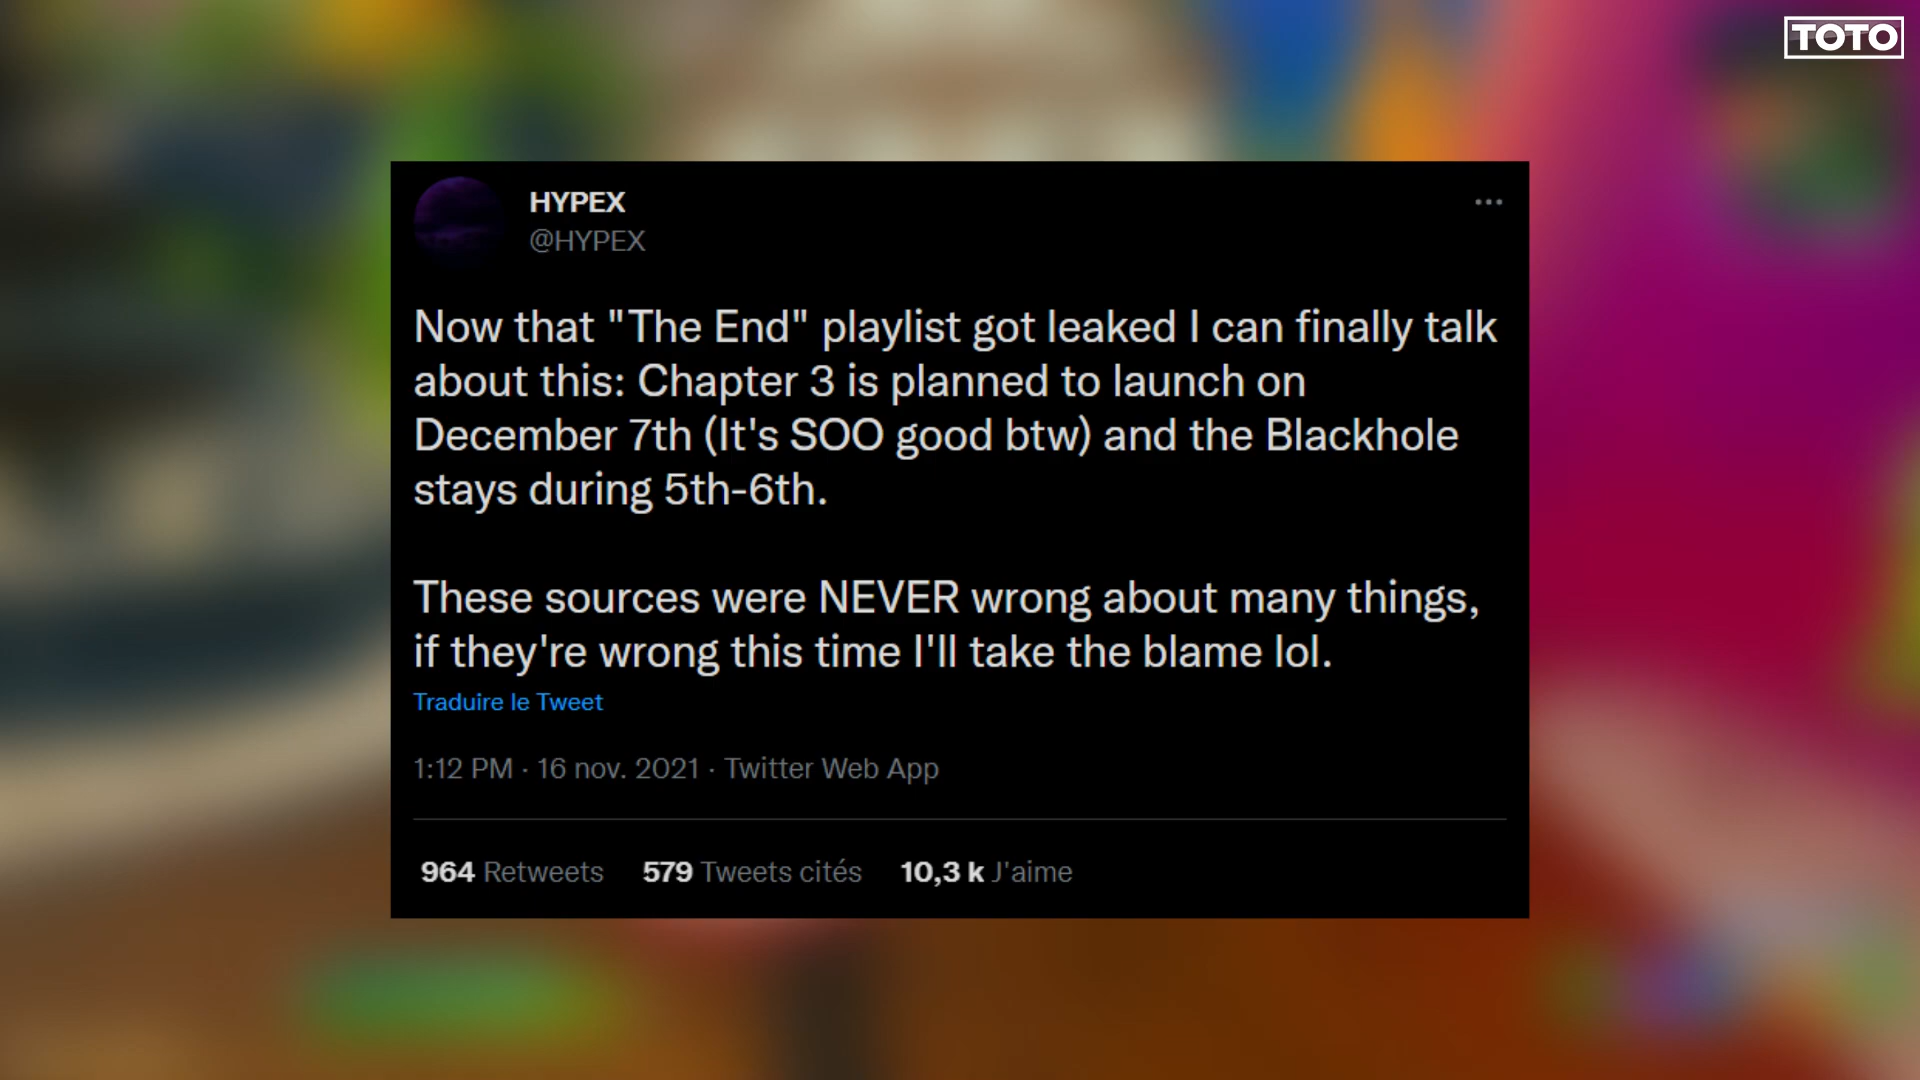 TOTO
HYPEX
@HYPEX
Now that "The End" playlist got leaked I can finally talk
about this: Chapter 3 is planned to launch on
December 7th (It's SOO good btw) and the Blackhole
stays during 5th-6th.
These sources were NEVER wrong about many things,
if they're wrong this time I'll take the blame lol.
Traduire le Tweet
1:12 PM · 16 nov. 2021 · Twitter Web App
964 Retweets 579 Tweets cités 10,3 k J'aime